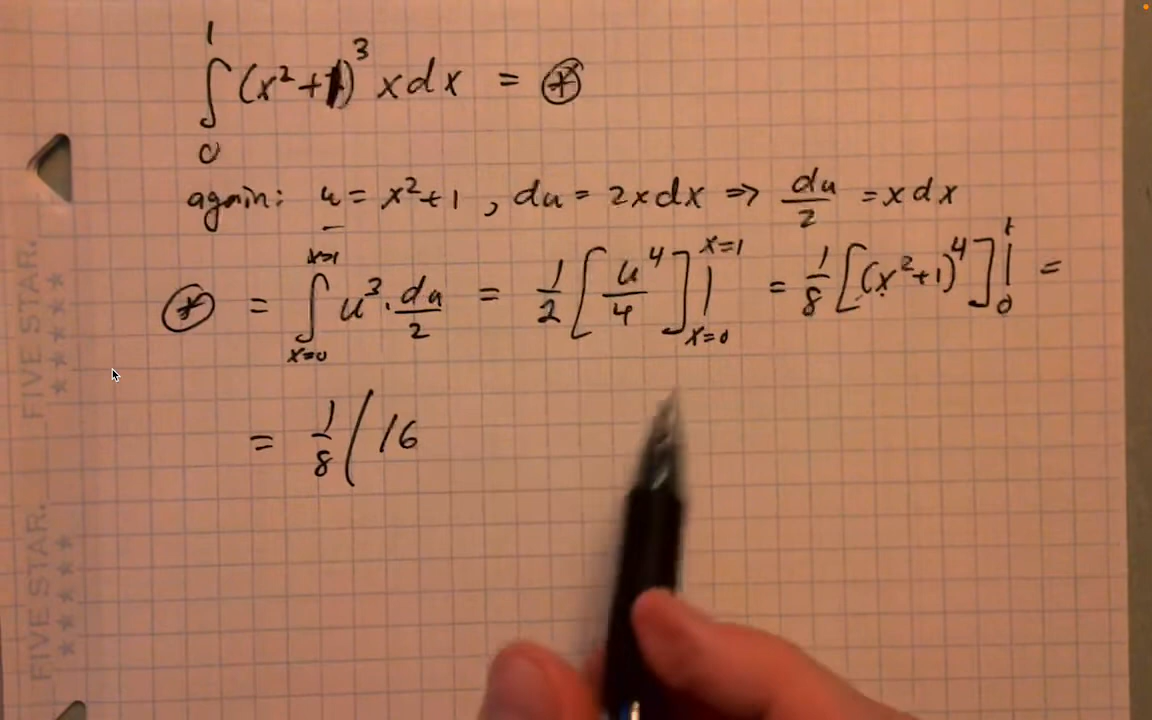 ∫₀¹ (x²+1)³ x dx = ⊛
again: u = x²+1 , du = 2x dx ⇒ du/2 = x dx
⊛ = ∫_{x=0}^{x=1} u³ · du/2 = 1/2 [u⁴/4] |_{x=0}^{x=1} = 1/8 [(x²+1)⁴] |₀¹ =
= 1/8 ( 16
FIVE STAR.
FIVE STAR.